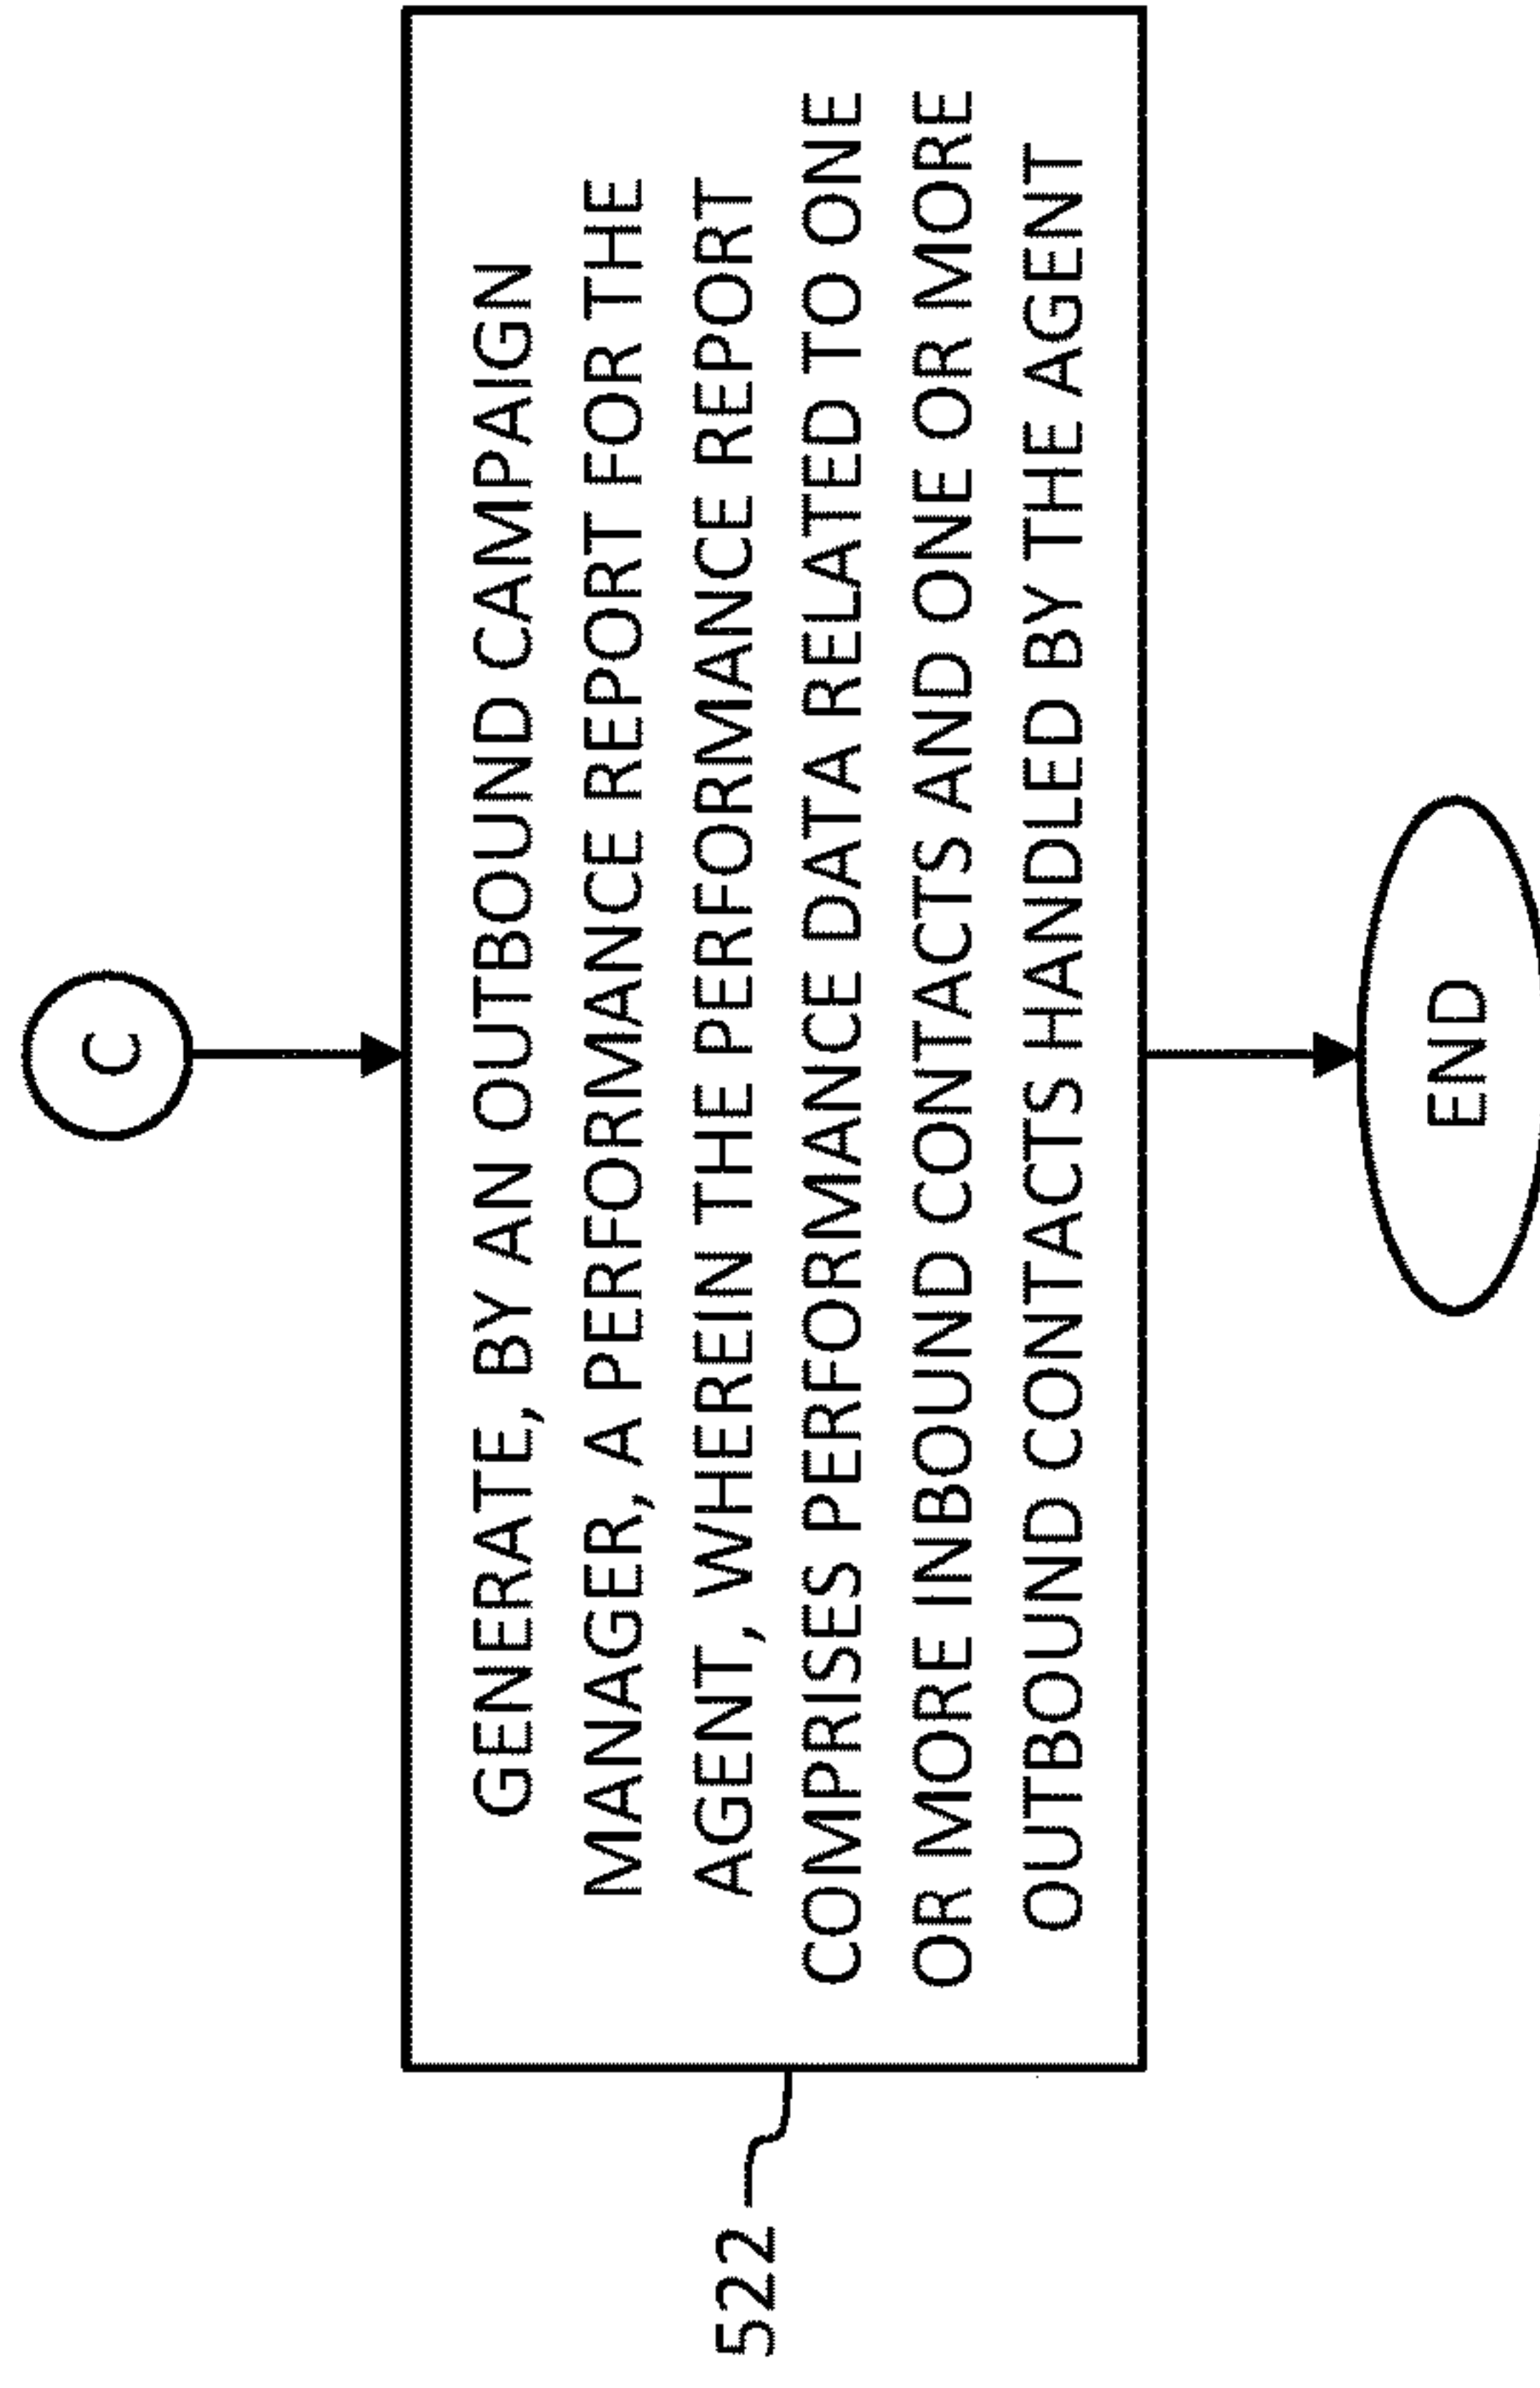 C
GENERATE, BY AN OUTBOUND CAMPAIGN
MANAGER, A PERFORMANCE REPORT FOR THE
AGENT, WHEREIN THE PERFORMANCE REPORT
COMPRISES PERFORMANCE DATA RELATED TO ONE
OR MORE INBOUND CONTACTS AND ONE OR MORE
OUTBOUND CONTACTS HANDLED BY THE AGENT
522
END